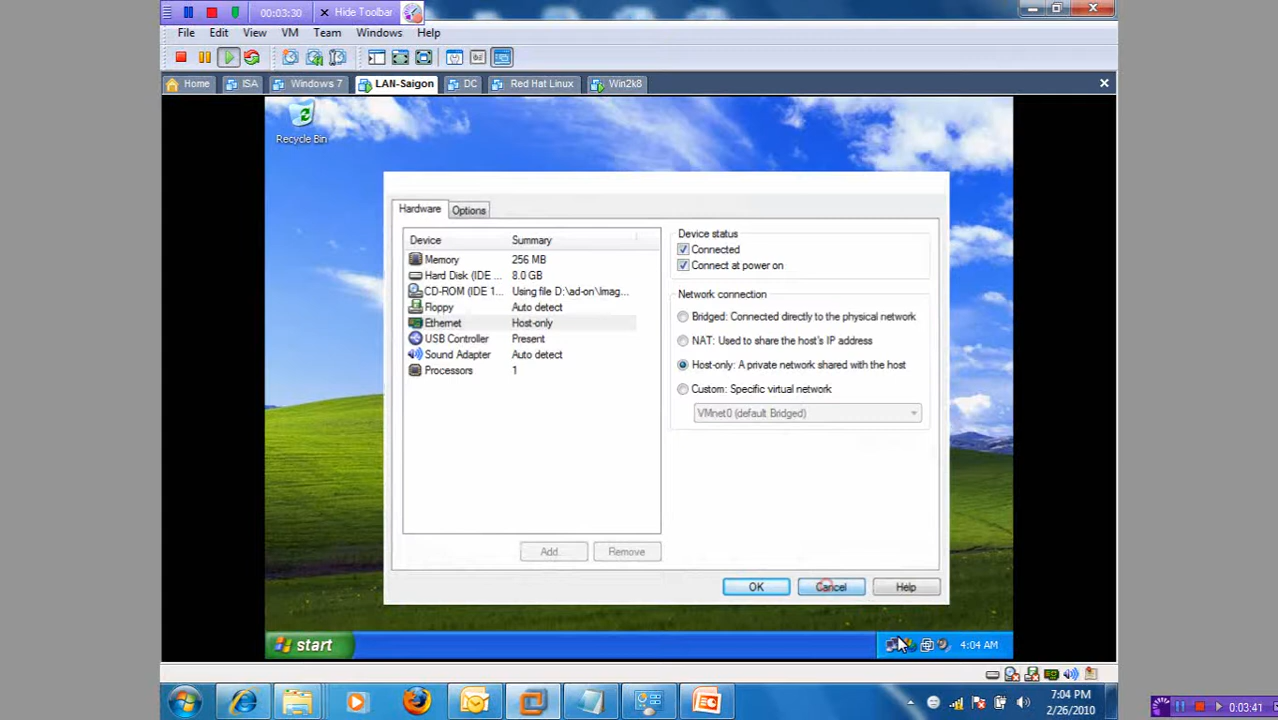 00:03:30 Hide Toolbar
File Edit View VM Team Windows Help
Home ISA Windows 7 LAN-Saigon DC Red Hat Linux Win2k8
Recycle Bin
Hardware Options
Device Summary
Memory 256 MB
Hard Disk (IDE ... 8.0 GB
CD-ROM (IDE 1... Using file D:\ad-on\Imag...
Floppy Auto detect
Ethernet Host-only
USB Controller Present
Sound Adapter Auto detect
Processors 1
Device status
Connected
Connect at power on
Network connection
Bridged: Connected directly to the physical network
NAT: Used to share the host's IP address
Host-only: A private network shared with the host
Custom: Specific virtual network
VMnet0 (default Bridged)
Add... Remove
OK Cancel Help
start 4:04 AM
7:04 PM
2/26/2010
0:03:41